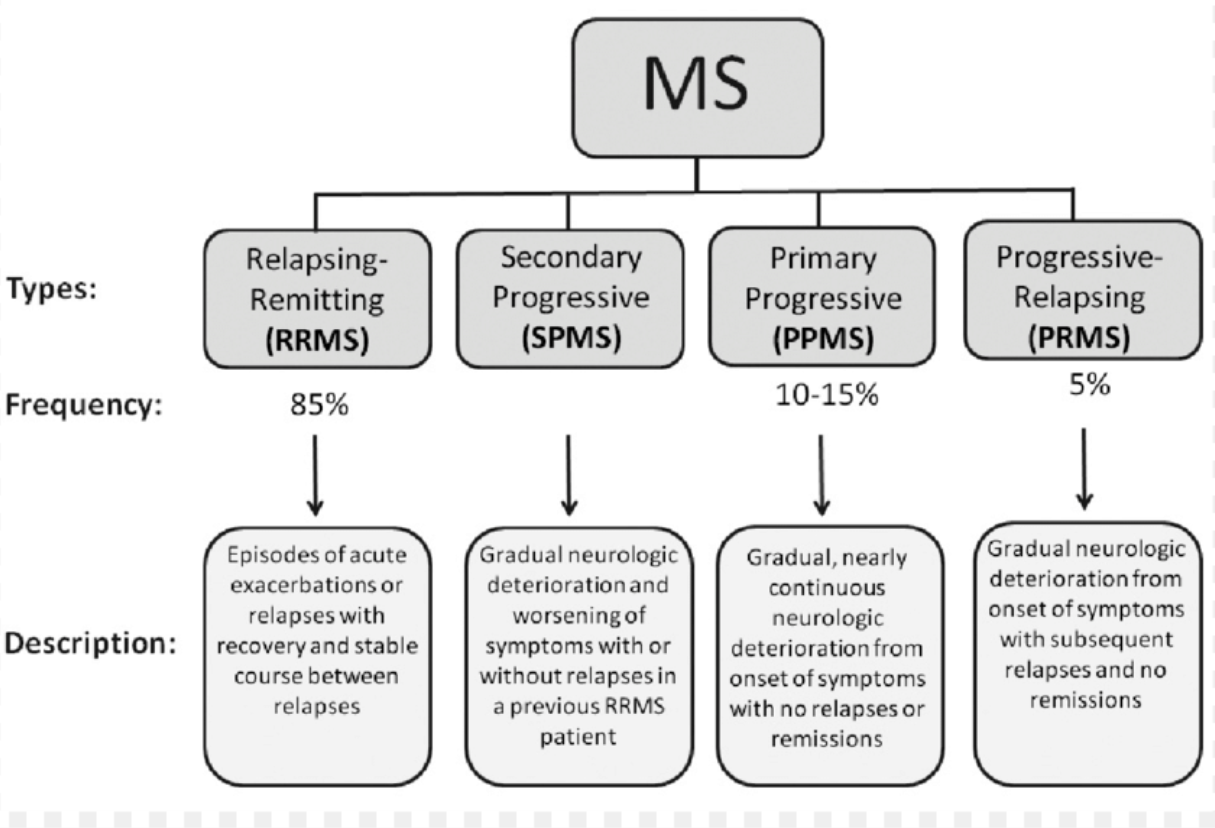 MS
Types:
Relapsing-
Remitting
(RRMS)
Secondary
Progressive
(SPMS)
Primary
Progressive
(PPMS)
Progressive-
Relapsing
(PRMS)
Frequency:
85%
10-15%
5%
Description:
Episodes of acute
exacerbations or
relapses with
recovery and stable
course between
relapses
Gradual neurologic
deterioration and
worsening of
symptoms with or
without relapses in
a previous RRMS
patient
Gradual, nearly
continuous
neurologic
deterioration from
onset of symptoms
with no relapses or
remissions
Gradual neurologic
deterioration from
onset of symptoms
with subsequent
relapses and no
remissions